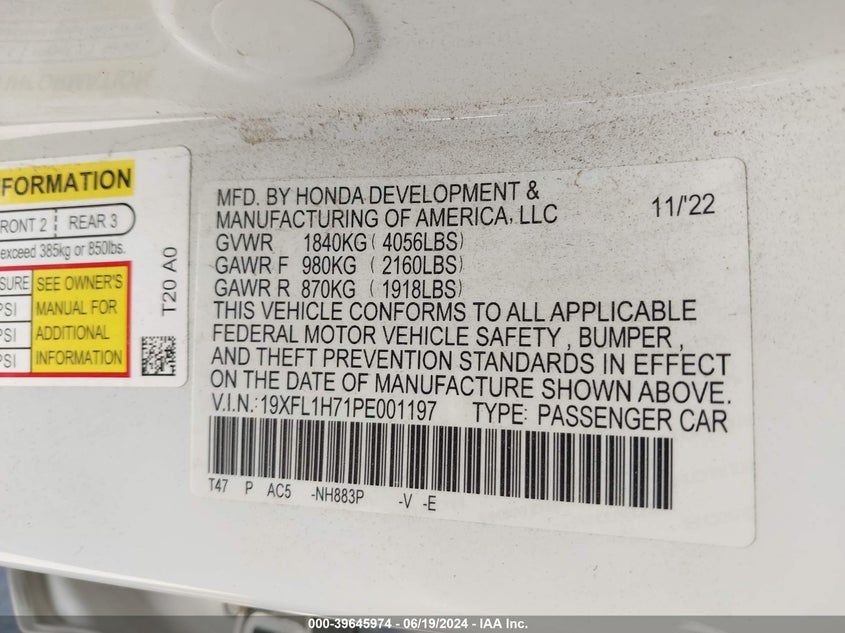 FORMATION
FRONT 2 REAR 3
exceed 385kg or 850lbs.
SURE SEE OWNER'S
PSI MANUAL FOR
PSI ADDITIONAL
PSI INFORMATION
T20 A0
MFD. BY HONDA DEVELOPMENT & 11/'22
MANUFACTURING OF AMERICA, LLC
GVWR 1840KG ( 4056LBS)
GAWR F 980KG ( 2160LBS)
GAWR R 870KG ( 1918LBS)
THIS VEHICLE CONFORMS TO ALL APPLICABLE
FEDERAL MOTOR VEHICLE SAFETY , BUMPER ,
AND THEFT PREVENTION STANDARDS IN EFFECT
ON THE DATE OF MANUFACTURE SHOWN ABOVE.
V.I.N.: 19XFL1H71PE001197 TYPE: PASSENGER CAR
T47 P AC5 -NH883P -V -E
000-39645974 - 06/19/2024 - IAA Inc.